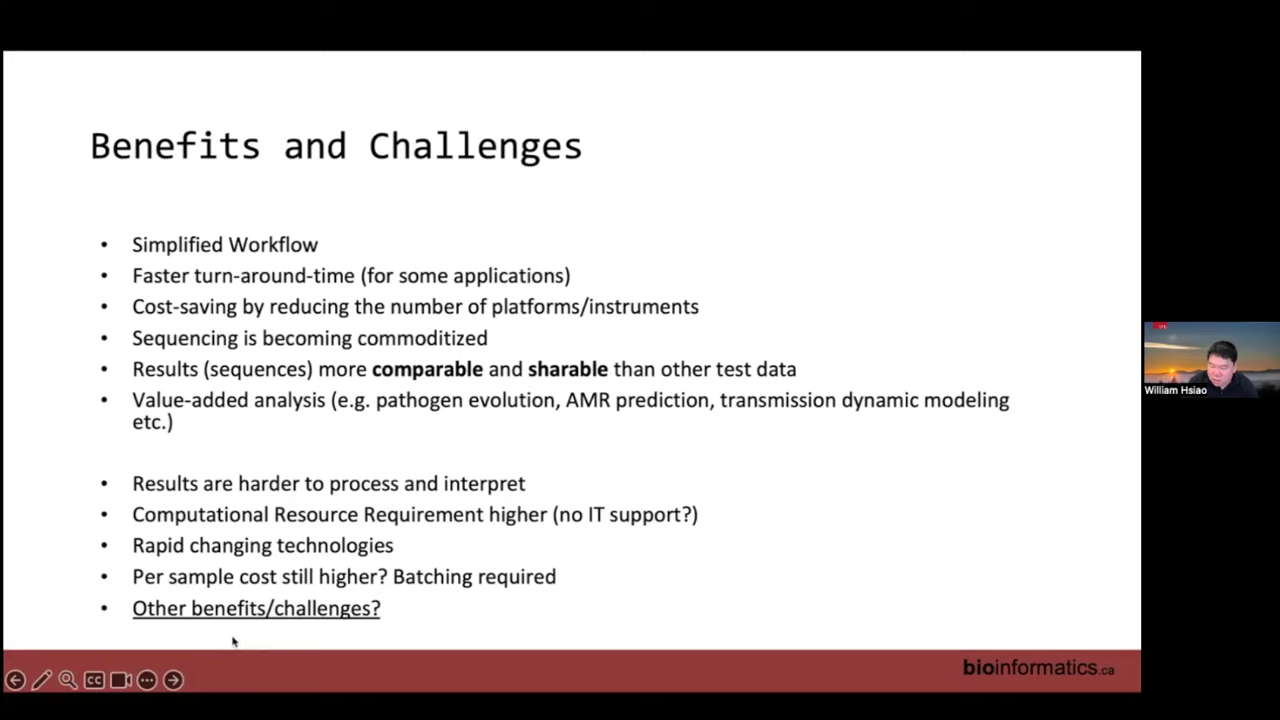 Benefits and Challenges
• Simplified Workflow
• Faster turn-around-time (for some applications)
• Cost-saving by reducing the number of platforms/instruments
• Sequencing is becoming commoditized
• Results (sequences) more comparable and sharable than other test data
• Value-added analysis (e.g. pathogen evolution, AMR prediction, transmission dynamic modeling
etc.)
• Results are harder to process and interpret
• Computational Resource Requirement higher (no IT support?)
• Rapid changing technologies
• Per sample cost still higher? Batching required
• Other benefits/challenges?
bioinformatics.ca
CC
William Hsiao